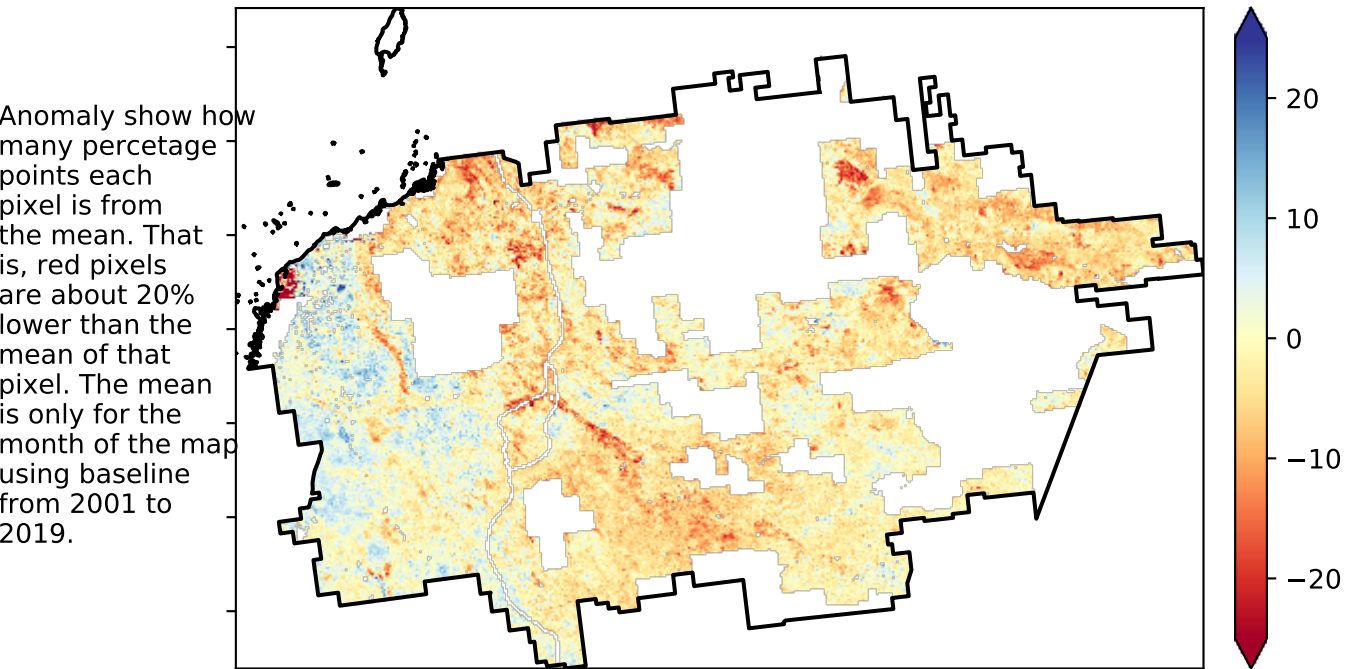 Anomaly show how
many percetage
points each
pixel is from
the mean. That
is, red pixels
are about 20%
lower than the
mean of that
pixel. The mean
is only for the
month of the map
using baseline
from 2001 to
2019.
20
10
0
−10
−20